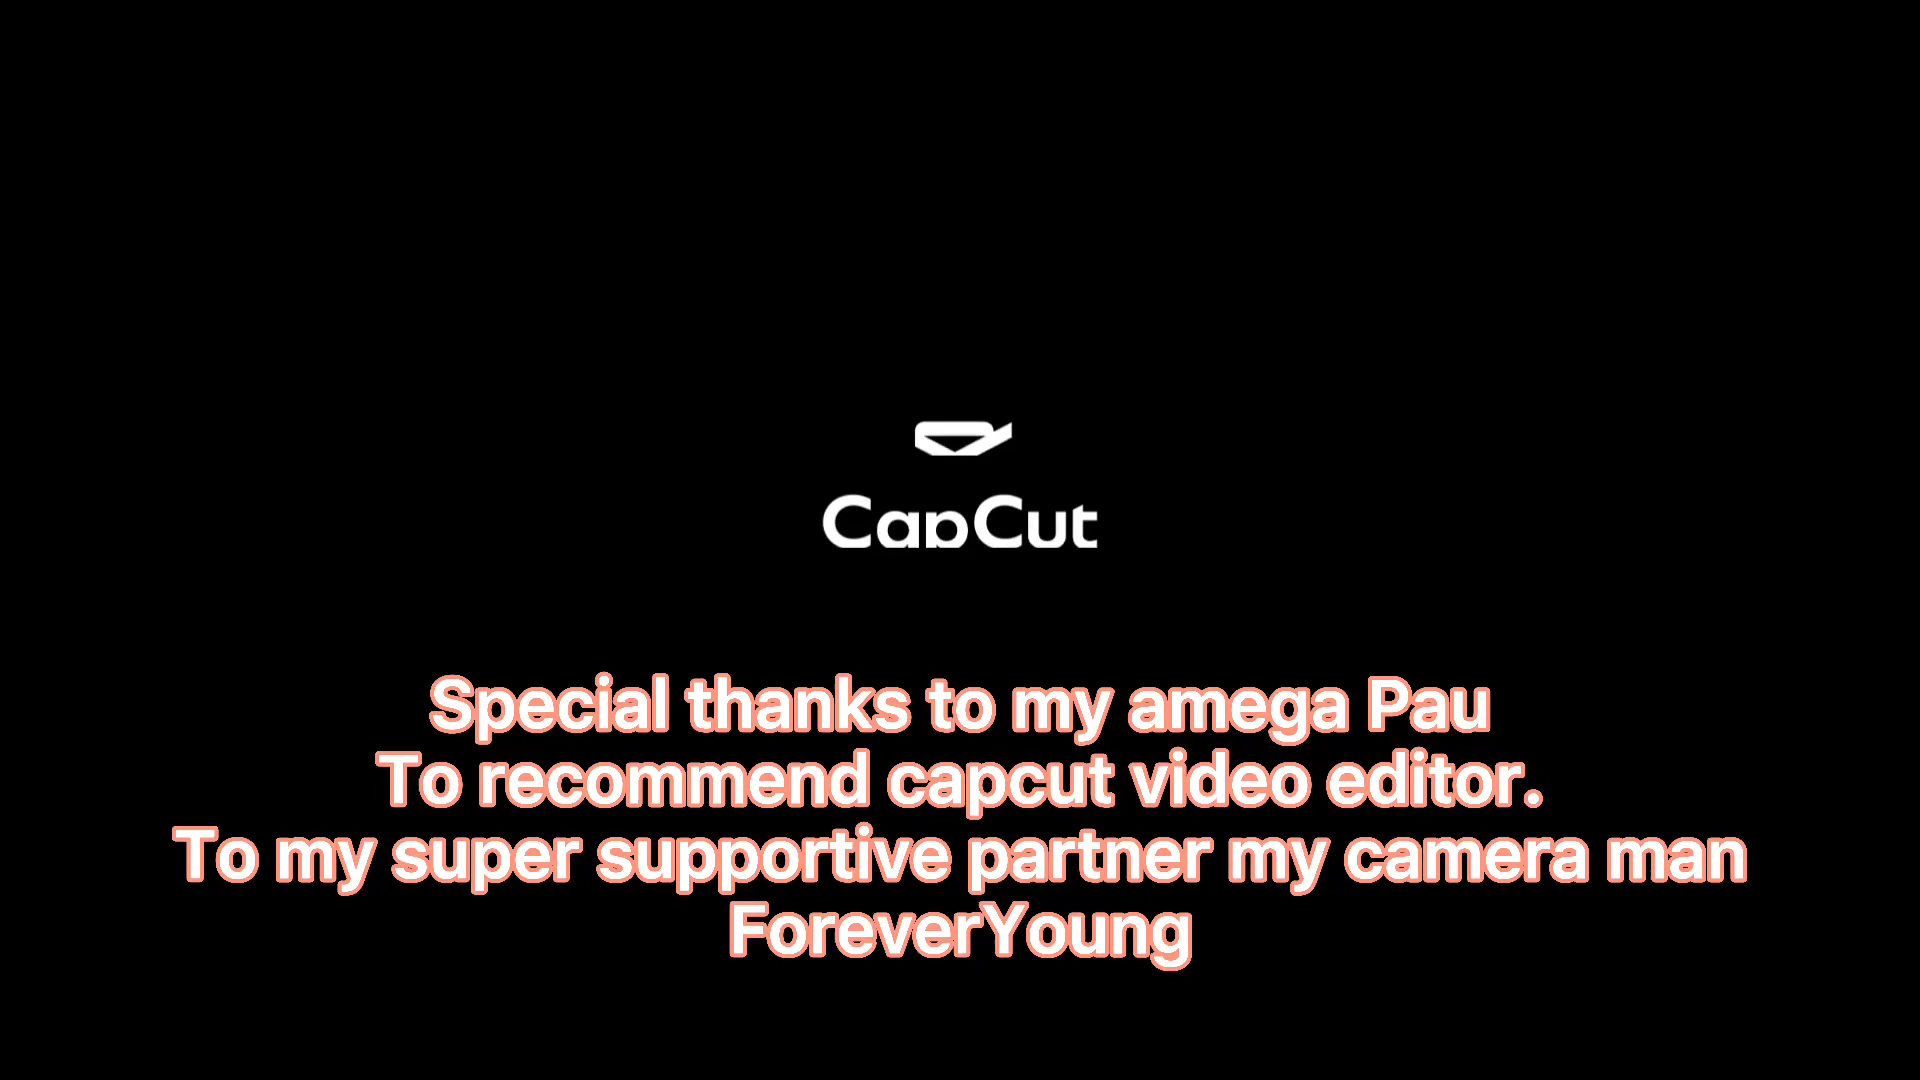 CapCut
Special thanks to my amega Pau
To recommend capcut video editor.
To my super supportive partner my camera man
ForeverYoung